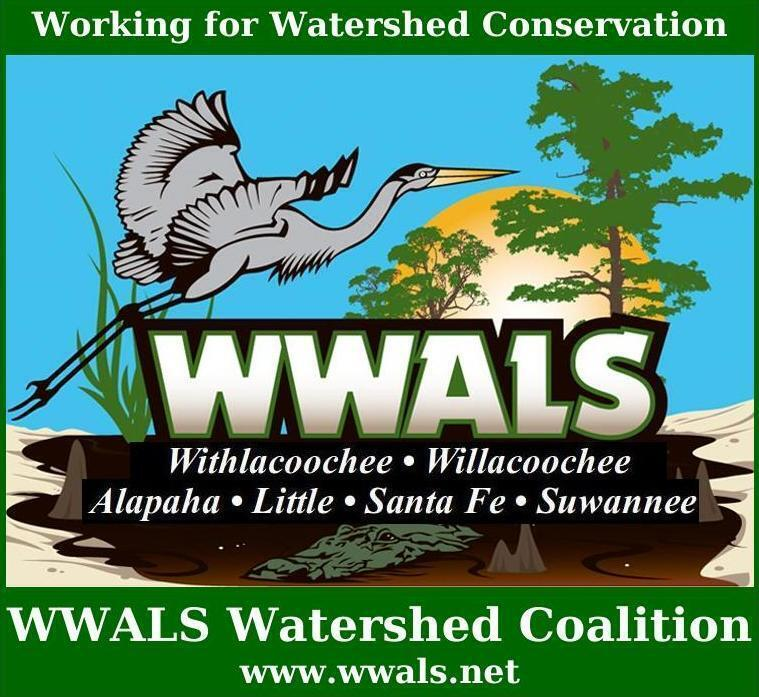 Working for Watershed Conservation
WWALS
Withlacoochee • Willacoochee
Alapaha • Little • Santa Fe • Suwannee
WWALS Watershed Coalition
www.wwals.net